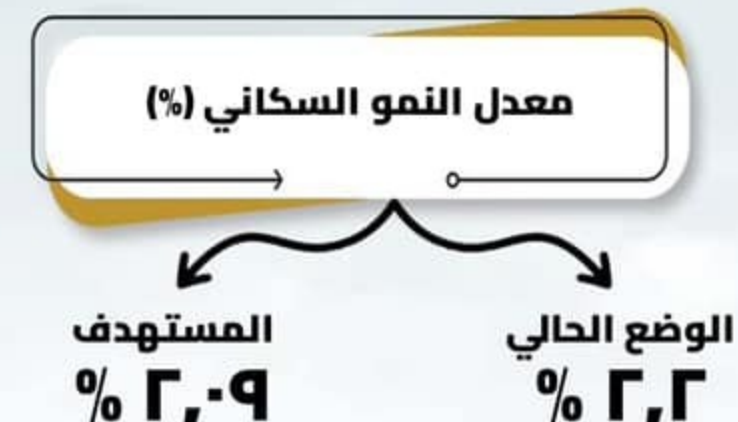 معدل النمو السكاني (%)
الوضع الحالي
٢,٢ %
المستهدف
٢,٠٩ %